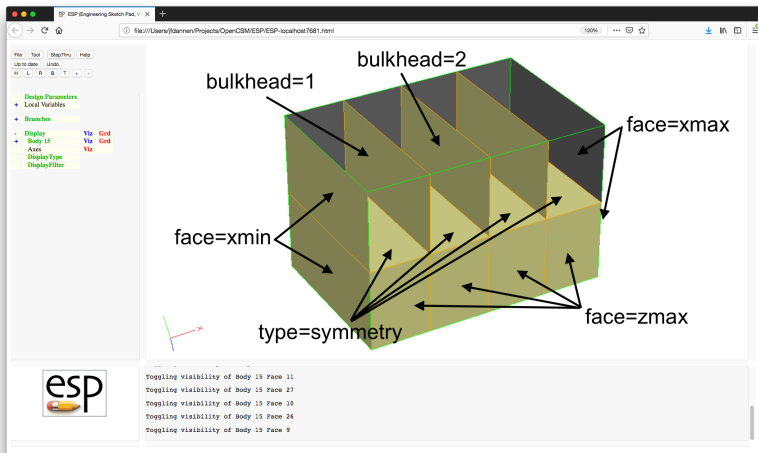 ESP (Engineering Sketch Pad, V
file:///Users/jfdannen/Projects/OpenCSM/ESP/ESP-localhost7681.html
120%
File Tool StepThru Help
Up to date Undo
H L R B T + -
Design Parameters
+ Local Variables
+ Branches
- Display Viz Grd
+ Body 15 Viz Grd
Axes Viz
DisplayType
DisplayFilter
bulkhead=1
bulkhead=2
face=xmax
face=xmin
type=symmetry
face=zmax
x
esp
Toggling visibility of Body 15 Face 11
Toggling visibility of Body 15 Face 27
Toggling visibility of Body 15 Face 10
Toggling visibility of Body 15 Face 26
Toggling visibility of Body 15 Face 9